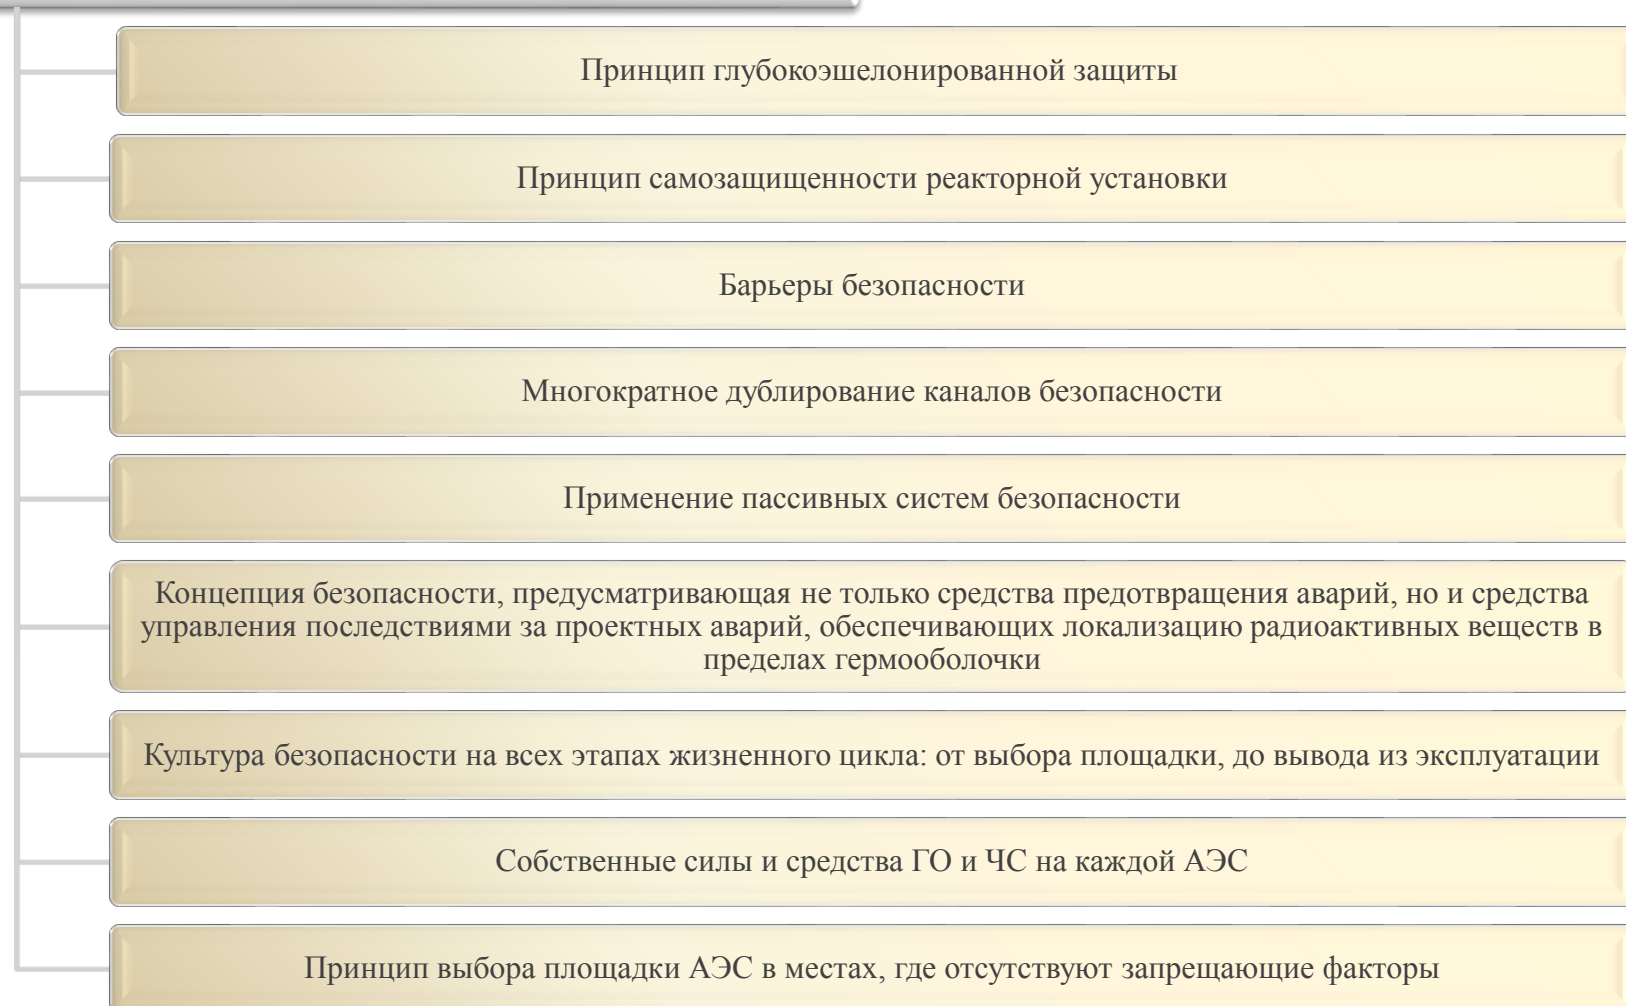 Принцип глубокоэшелонированной защиты
Принцип самозащищенности реакторной установки
Барьеры безопасности
Многократное дублирование каналов безопасности
Применение пассивных систем безопасности
Концепция безопасности, предусматривающая не только средства предотвращения аварий, но и средства
управления последствиями за проектных аварий, обеспечивающих локализацию радиоактивных веществ в
пределах гермооболочки
Культура безопасности на всех этапах жизненного цикла: от выбора площадки, до вывода из эксплуатации
Собственные силы и средства ГО и ЧС на каждой АЭС
Принцип выбора площадки АЭС в местах, где отсутствуют запрещающие факторы